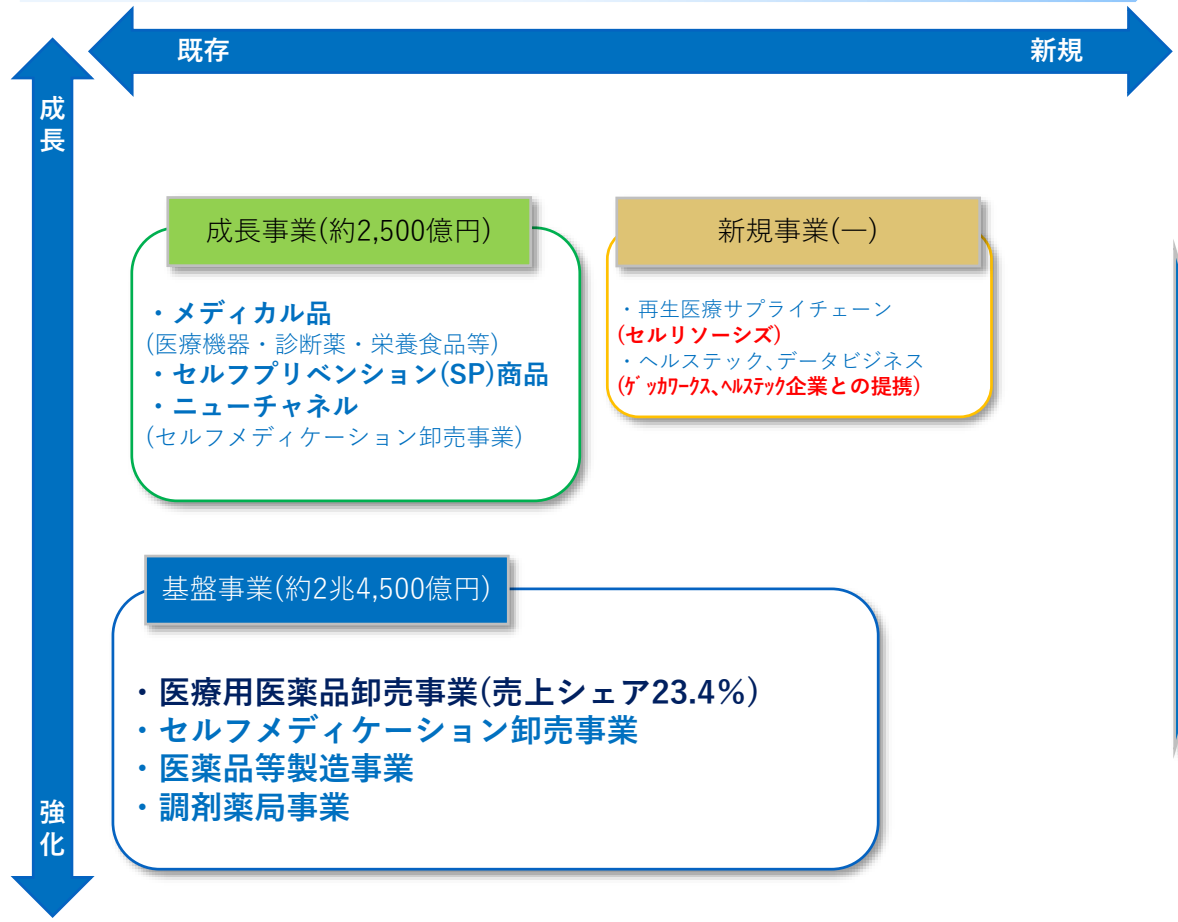 既存
新規
成長
成長事業(約2,500億円)
・メディカル品
(医療機器・診断薬・栄養食品等)
・セルフプリベンション(SP)商品
・ニューチャネル
(セルフメディケーション卸売事業)
新規事業(―)
・再生医療サプライチェーン
(セルリソーシズ)
・ヘルステック、データビジネス
(ｹﾞｯｶﾜｰｸｽ、ﾍﾙｽﾃｯｸ企業との提携)
基盤事業(約2兆4,500億円)
・医療用医薬品卸売事業(売上シェア23.4%)
・セルフメディケーション卸売事業
・医薬品等製造事業
・調剤薬局事業
強化